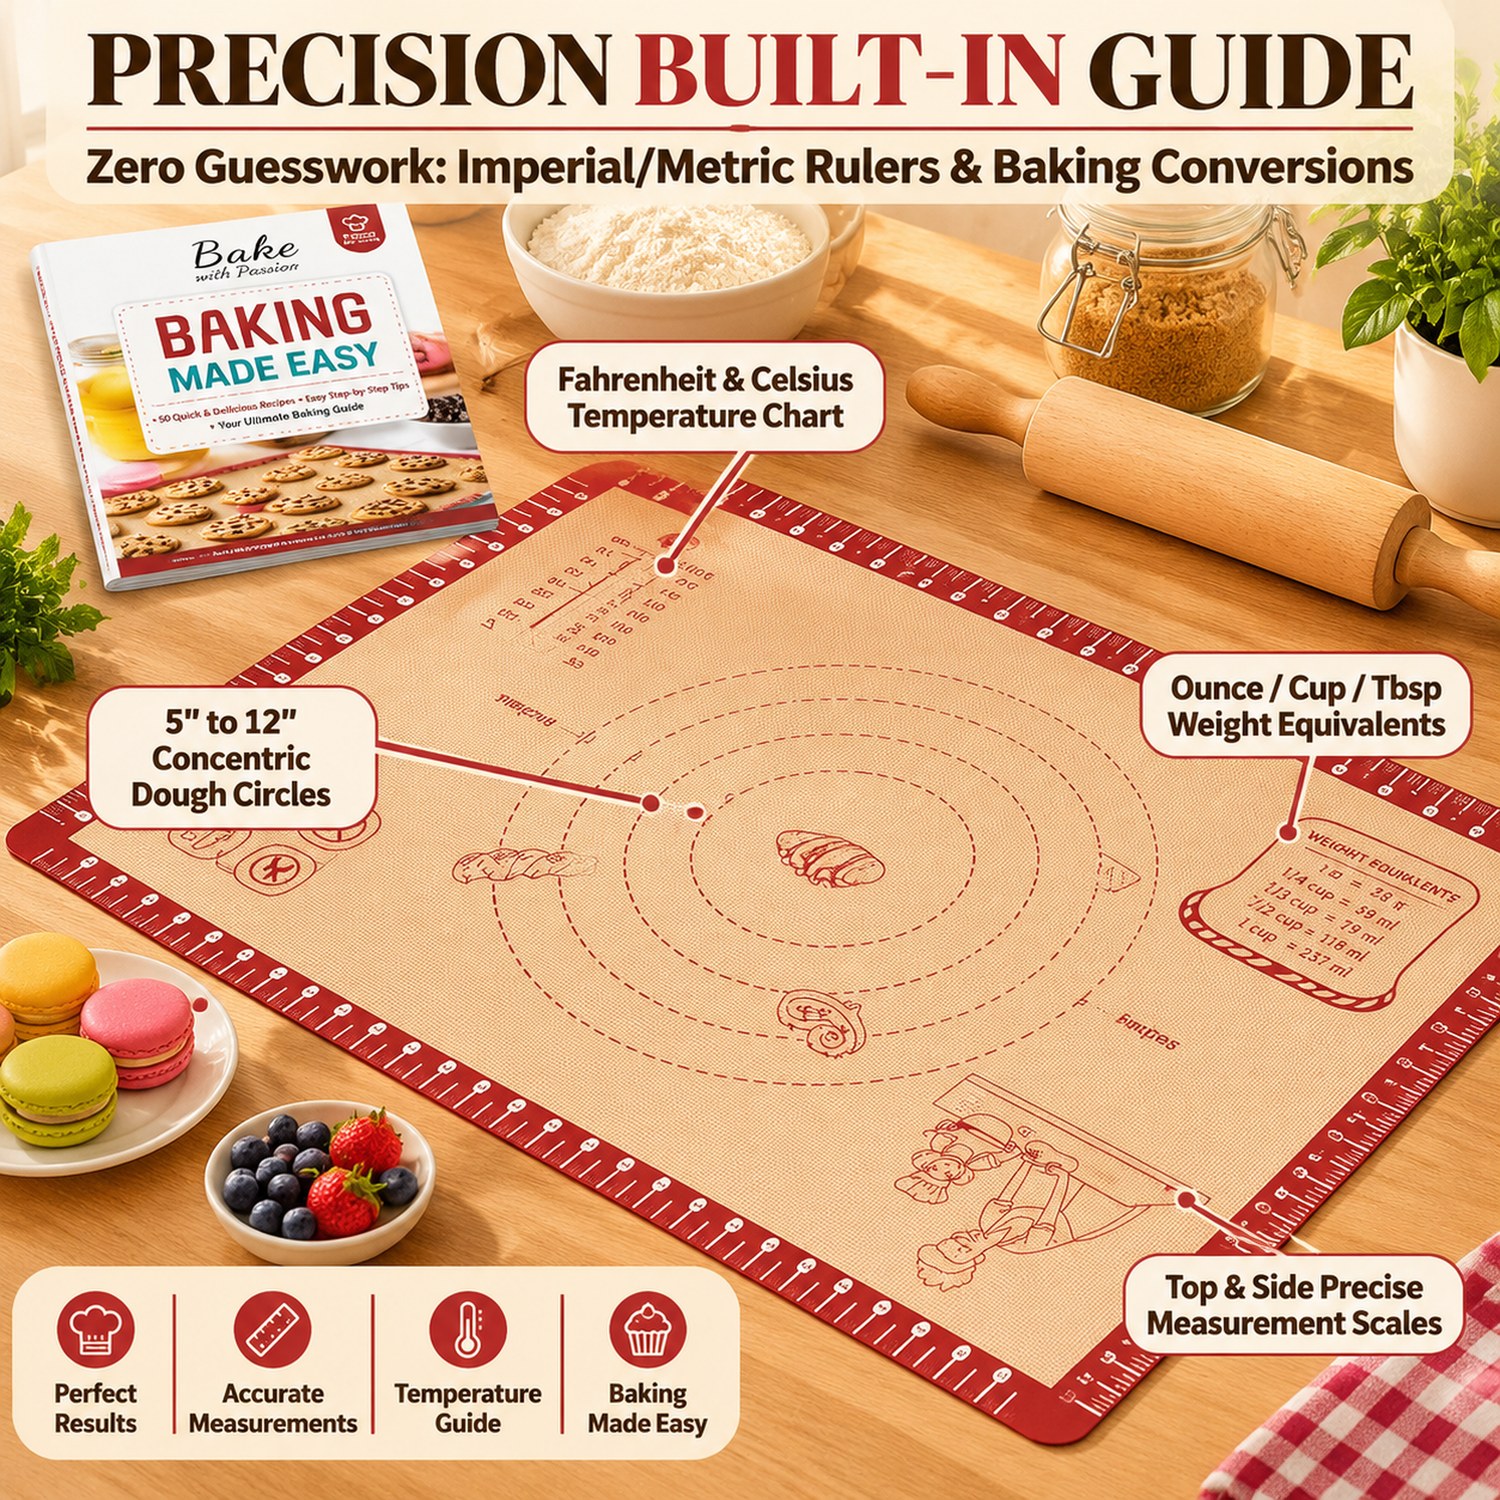 PRECISION BUILT-IN GUIDE
Zero Guesswork: Imperial/Metric Rulers & Baking Conversions
Bake
with Passion
BAKING
MADE EASY
• 50 Quick & Delicious Recipes • Easy Step-by-Step Tips
• Your Ultimate Baking Guide
Fahrenheit & Celsius
Temperature Chart
5" to 12"
Concentric
Dough Circles
Ounce / Cup / Tbsp
Weight Equivalents
1/4 cup = 59 ml
1/3 cup = 79 ml
1/2 cup = 118 ml
1 cup = 237 ml
Top & Side Precise
Measurement Scales
Perfect
Results
Accurate
Measurements
Temperature
Guide
Baking
Made Easy